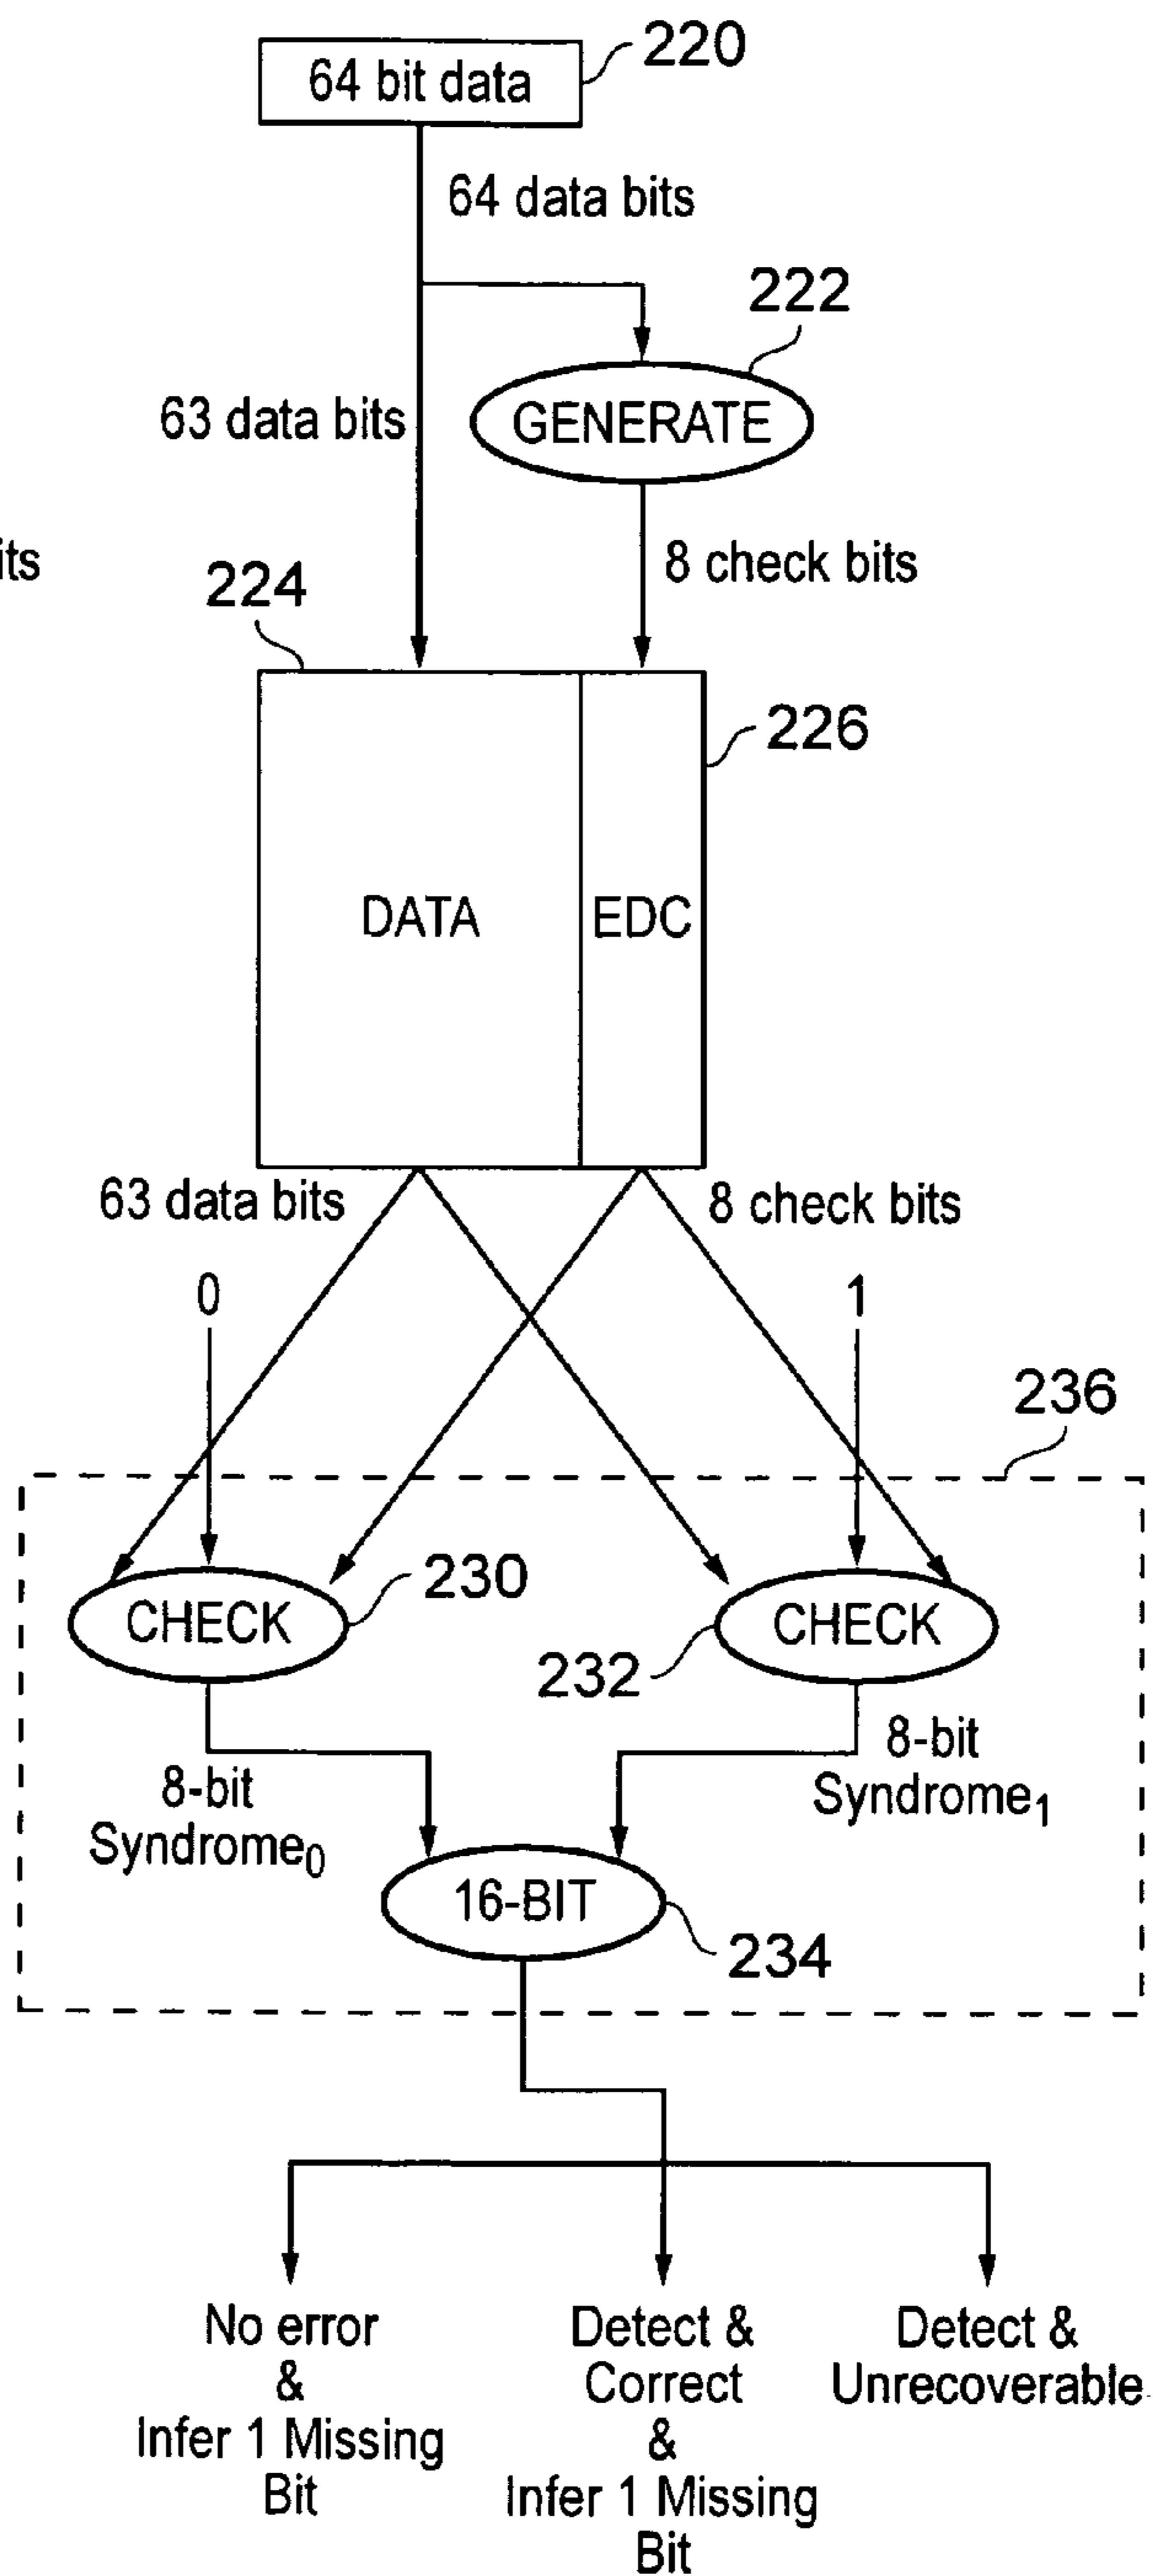 220
64 bit data
64 data bits
222
63 data bits
GENERATE
its
8 check bits
224
226
DATA
EDC
63 data bits
8 check bits
0
1
236
230
CHECK
CHECK
232
8-bit
Syndrome1
8-bit
Syndrome0
16-BIT
234
No error
&
Infer 1 Missing
Bit
Detect &
Correct
&
Infer 1 Missing
Bit
Detect &
Unrecoverable